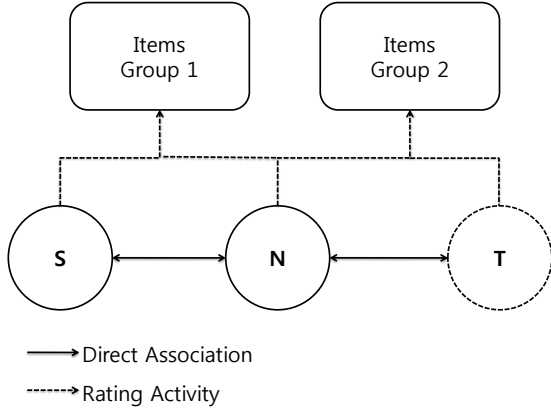 Items
Group 1
Items
Group 2
S
N
T
Direct Association
Rating Activity